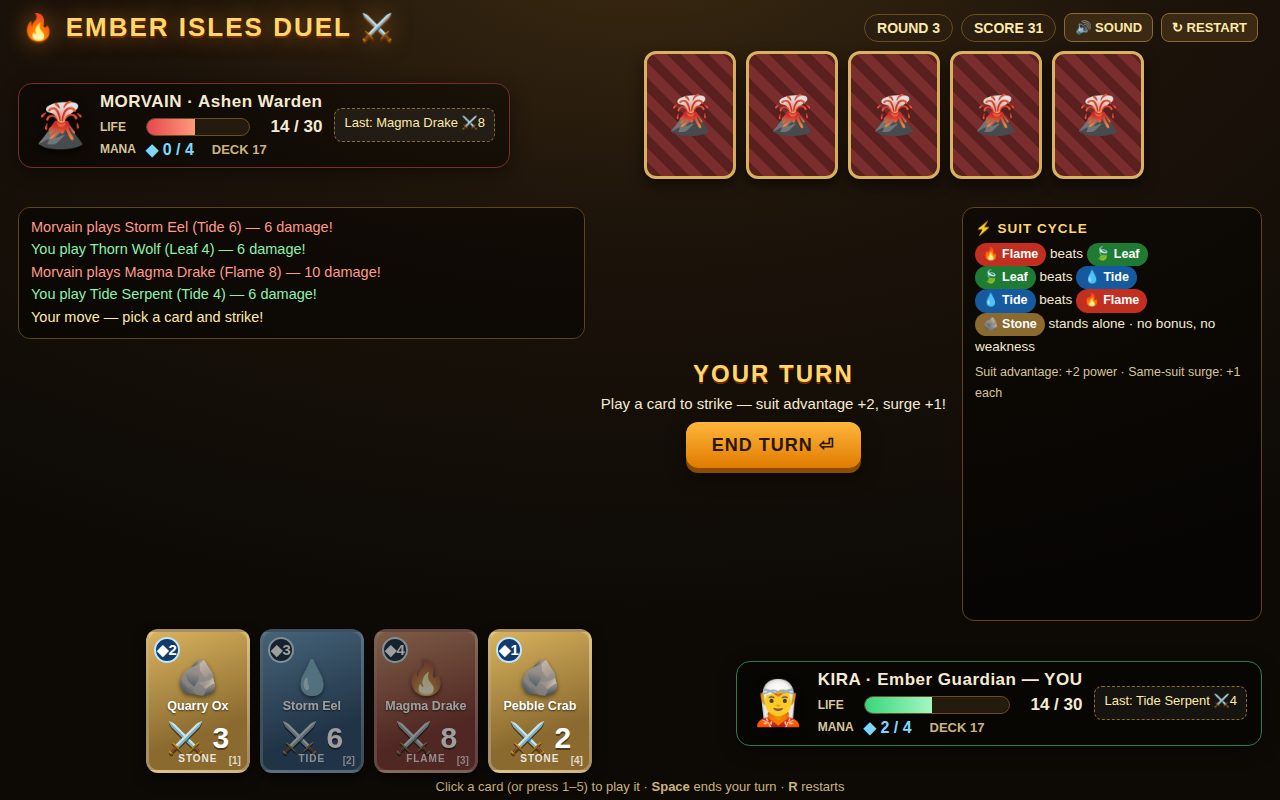 🔥 EMBER ISLES DUEL ⚔️
ROUND 3
SCORE 31
🔊 SOUND
↻ RESTART
MORVAIN · Ashen Warden
LIFE 14 / 30
MANA ◆ 0 / 4 DECK 17
Last: Magma Drake ⚔️8
Morvain plays Storm Eel (Tide 6) — 6 damage!
You play Thorn Wolf (Leaf 4) — 6 damage!
Morvain plays Magma Drake (Flame 8) — 10 damage!
You play Tide Serpent (Tide 4) — 6 damage!
Your move — pick a card and strike!
⚡ SUIT CYCLE
🔥 Flame beats 🍃 Leaf
🍃 Leaf beats 💧 Tide
💧 Tide beats 🔥 Flame
🪨 Stone stands alone · no bonus, no
weakness
Suit advantage: +2 power · Same-suit surge: +1
each
YOUR TURN
Play a card to strike — suit advantage +2, surge +1!
END TURN ⏎
◆2
Quarry Ox
⚔️ 3
STONE
[1]
◆3
Storm Eel
⚔️ 6
TIDE
[2]
◆4
Magma Drake
⚔️ 8
FLAME
[3]
◆1
Pebble Crab
⚔️ 2
STONE
[4]
KIRA · Ember Guardian — YOU
LIFE 14 / 30
MANA ◆ 2 / 4 DECK 17
Last: Tide Serpent ⚔️4
Click a card (or press 1–5) to play it · Space ends your turn · R restarts